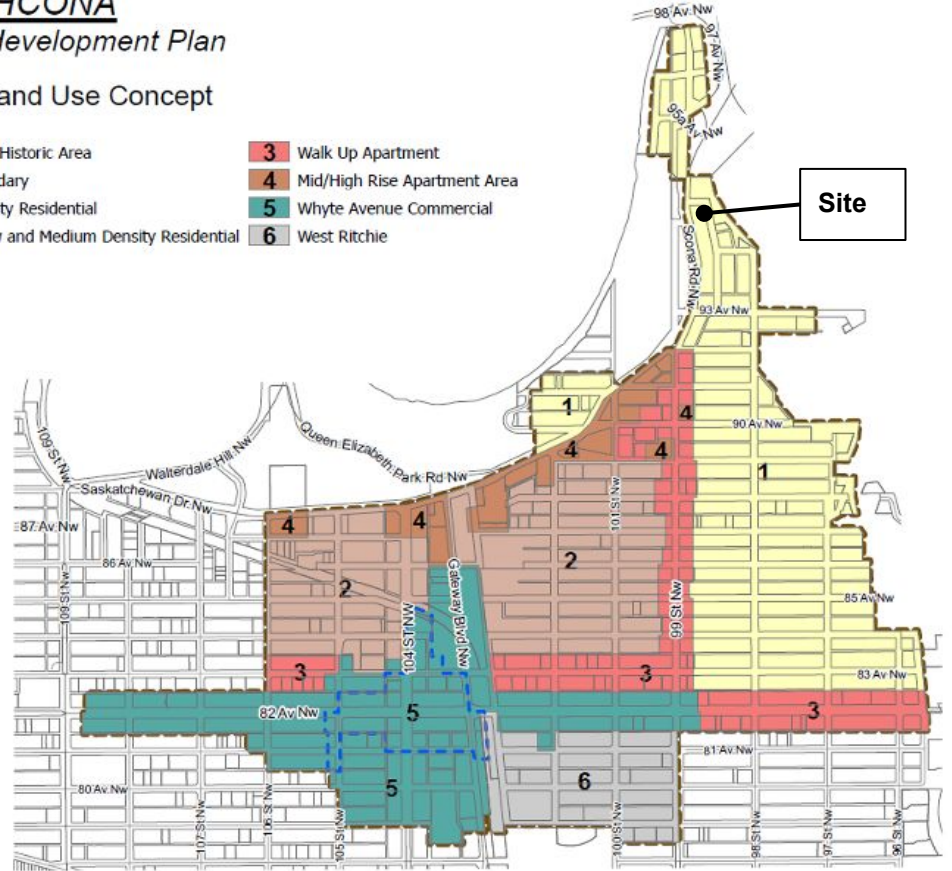 HCONA
development Plan
and Use Concept
Historic Area
dary
ty Residential
and Medium Density Residential
3 Walk Up Apartment
4 Mid/High Rise Apartment Area
5 Whyte Avenue Commercial
6 West Ritchie
Site
98 Av Nw
97 Av Nw
95a Av Nw
Scona Rd Nw
93 Av Nw
1
4
90 Av Nw
4
4
1
109 St Nw
Walterdale Hill Nw
Queen Elizabeth Park Rd Nw
Saskatchewan Dr Nw
101 St Nw
87 Av Nw
4
4
86 Av Nw
2
2
Gateway Blvd Nw
109 St Nw
104 ST NW
99 St Nw
85 Av Nw
3
3
83 Av Nw
82 Av Nw
5
3
81 Av Nw
80 Av Nw
5
6
107 St Nw
106 St Nw
105 St Nw
100 St Nw
98 St Nw
97 St Nw
96 St Nw